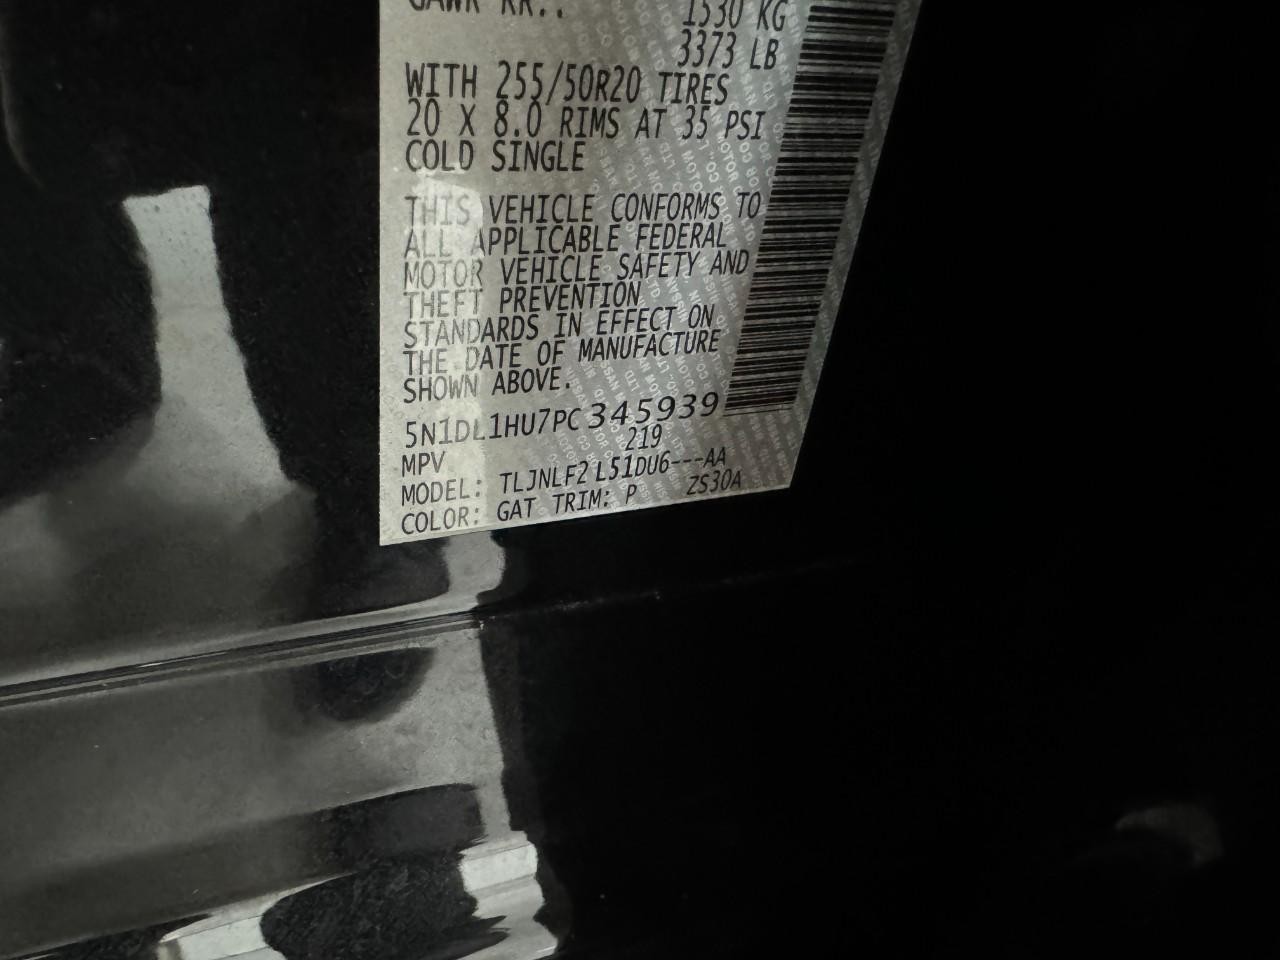 GAWR RR.: 1530 KG
3373 LB
WITH 255/50R20 TIRES
20 X 8.0 RIMS AT 35 PSI
COLD SINGLE
THIS VEHICLE CONFORMS TO
ALL APPLICABLE FEDERAL
MOTOR VEHICLE SAFETY AND
THEFT PREVENTION
STANDARDS IN EFFECT ON
THE DATE OF MANUFACTURE
SHOWN ABOVE.
5N1DL1HU7PC345939
MPV 219
MODEL: TLJNLF2 L51DU6---AA
COLOR: GAT TRIM: P ZS30A